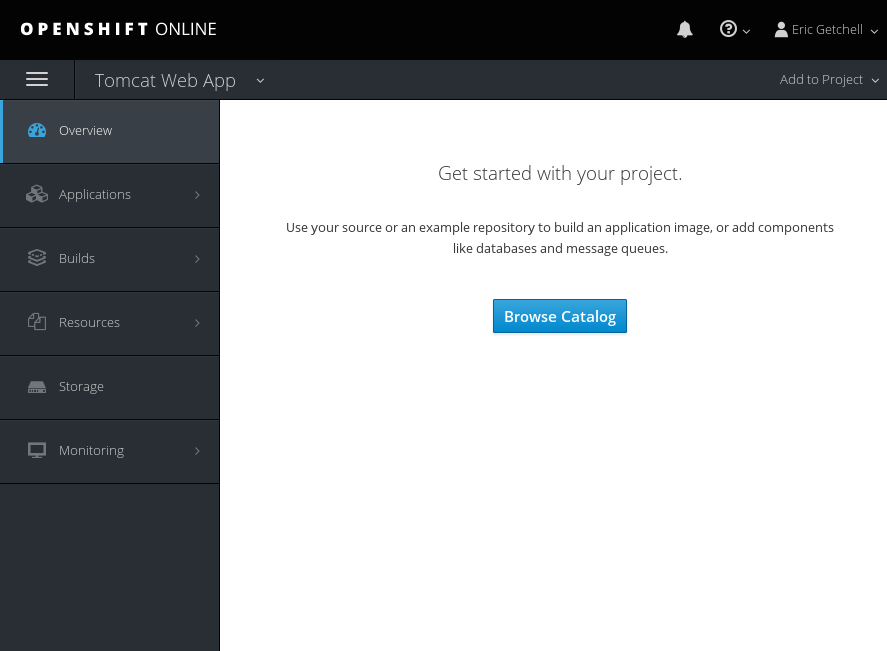 OPENSHIFT ONLINE
Eric Getchell
Tomcat Web App
Add to Project
Overview
Applications
Builds
Resources
Storage
Monitoring
Get started with your project.
Use your source or an example repository to build an application image, or add components
like databases and message queues.
Browse Catalog